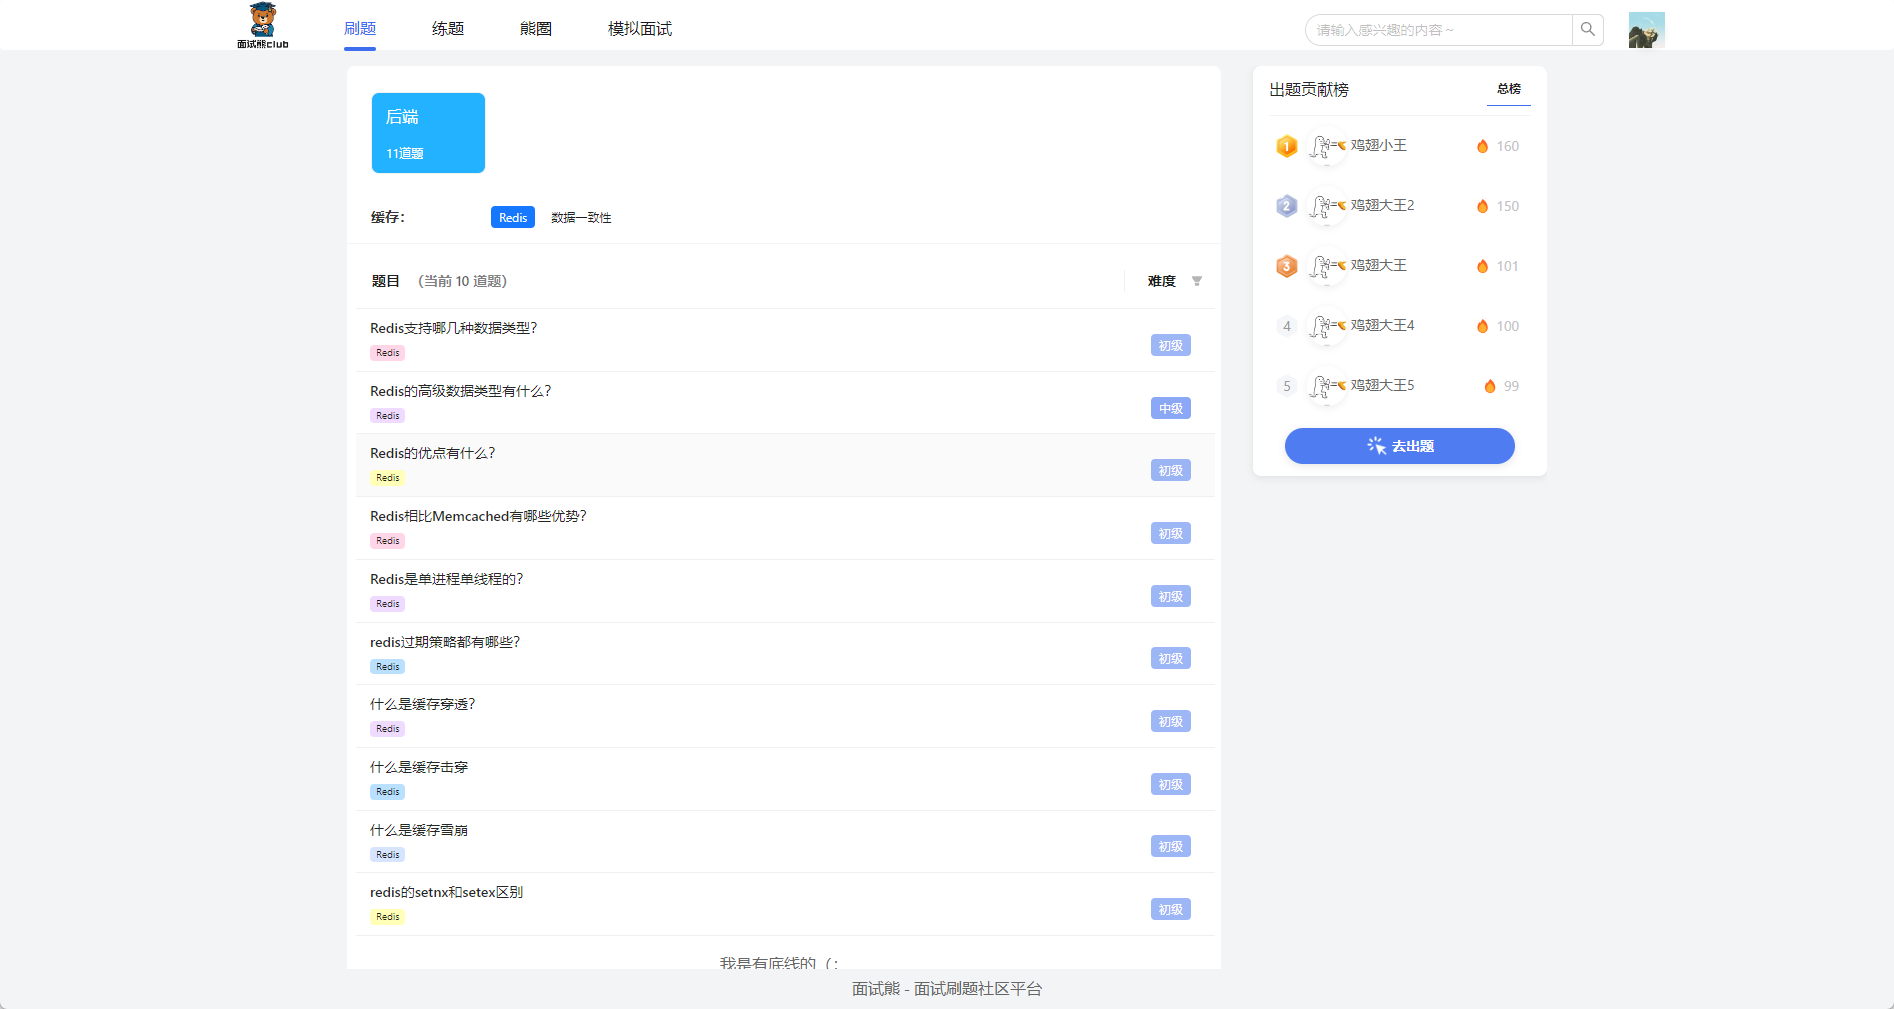 面试熊club
刷题 练题 熊圈 模拟面试
请输入感兴趣的内容 ~
后端
11道题
缓存:
Redis 数据一致性
题目 (当前 10 道题)
难度
Redis支持哪几种数据类型?
Redis
初级
Redis的高级数据类型有什么?
Redis
中级
Redis的优点有什么?
Redis
初级
Redis相比Memcached有哪些优势?
Redis
初级
Redis是单进程单线程的?
Redis
初级
redis过期策略都有哪些?
Redis
初级
什么是缓存穿透?
Redis
初级
什么是缓存击穿
Redis
初级
什么是缓存雪崩
Redis
初级
redis的setnx和setex区别
Redis
初级
我是有底线的 (:
出题贡献榜 总榜
1 鸡翅小王 160
2 鸡翅大王2 150
3 鸡翅大王 101
4 鸡翅大王4 100
5 鸡翅大王5 99
去出题
面试熊 - 面试刷题社区平台